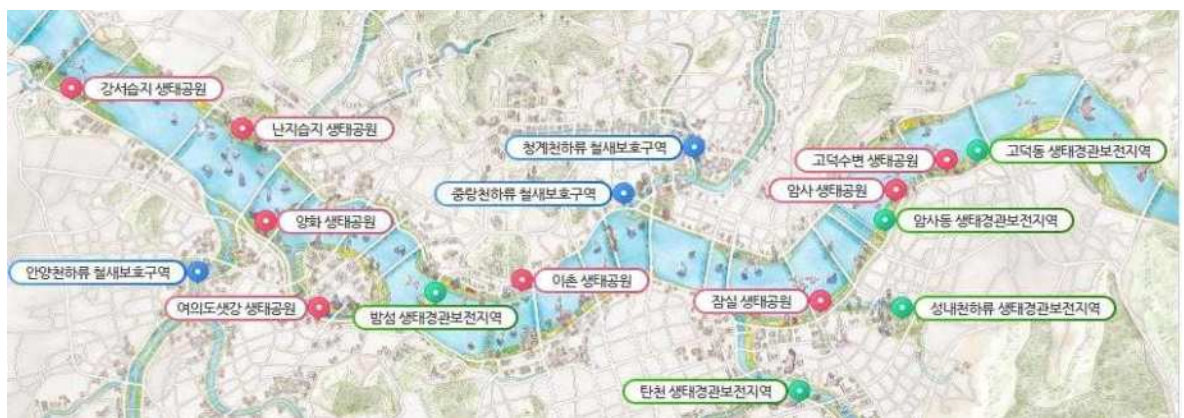 강서습지 생태공원
난지습지 생태공원
청계천하류 철새보호구역
고덕수변 생태공원
고덕동 생태경관보전지역
중랑천하류 철새보호구역
암사 생태공원
양화 생태공원
암사동 생태경관보전지역
안양천하류 철새보호구역
이촌 생태공원
여의도샛강 생태공원
밤섬 생태경관보전지역
잠실 생태공원
성내천하류 생태경관보전지역
탄천 생태경관보전지역